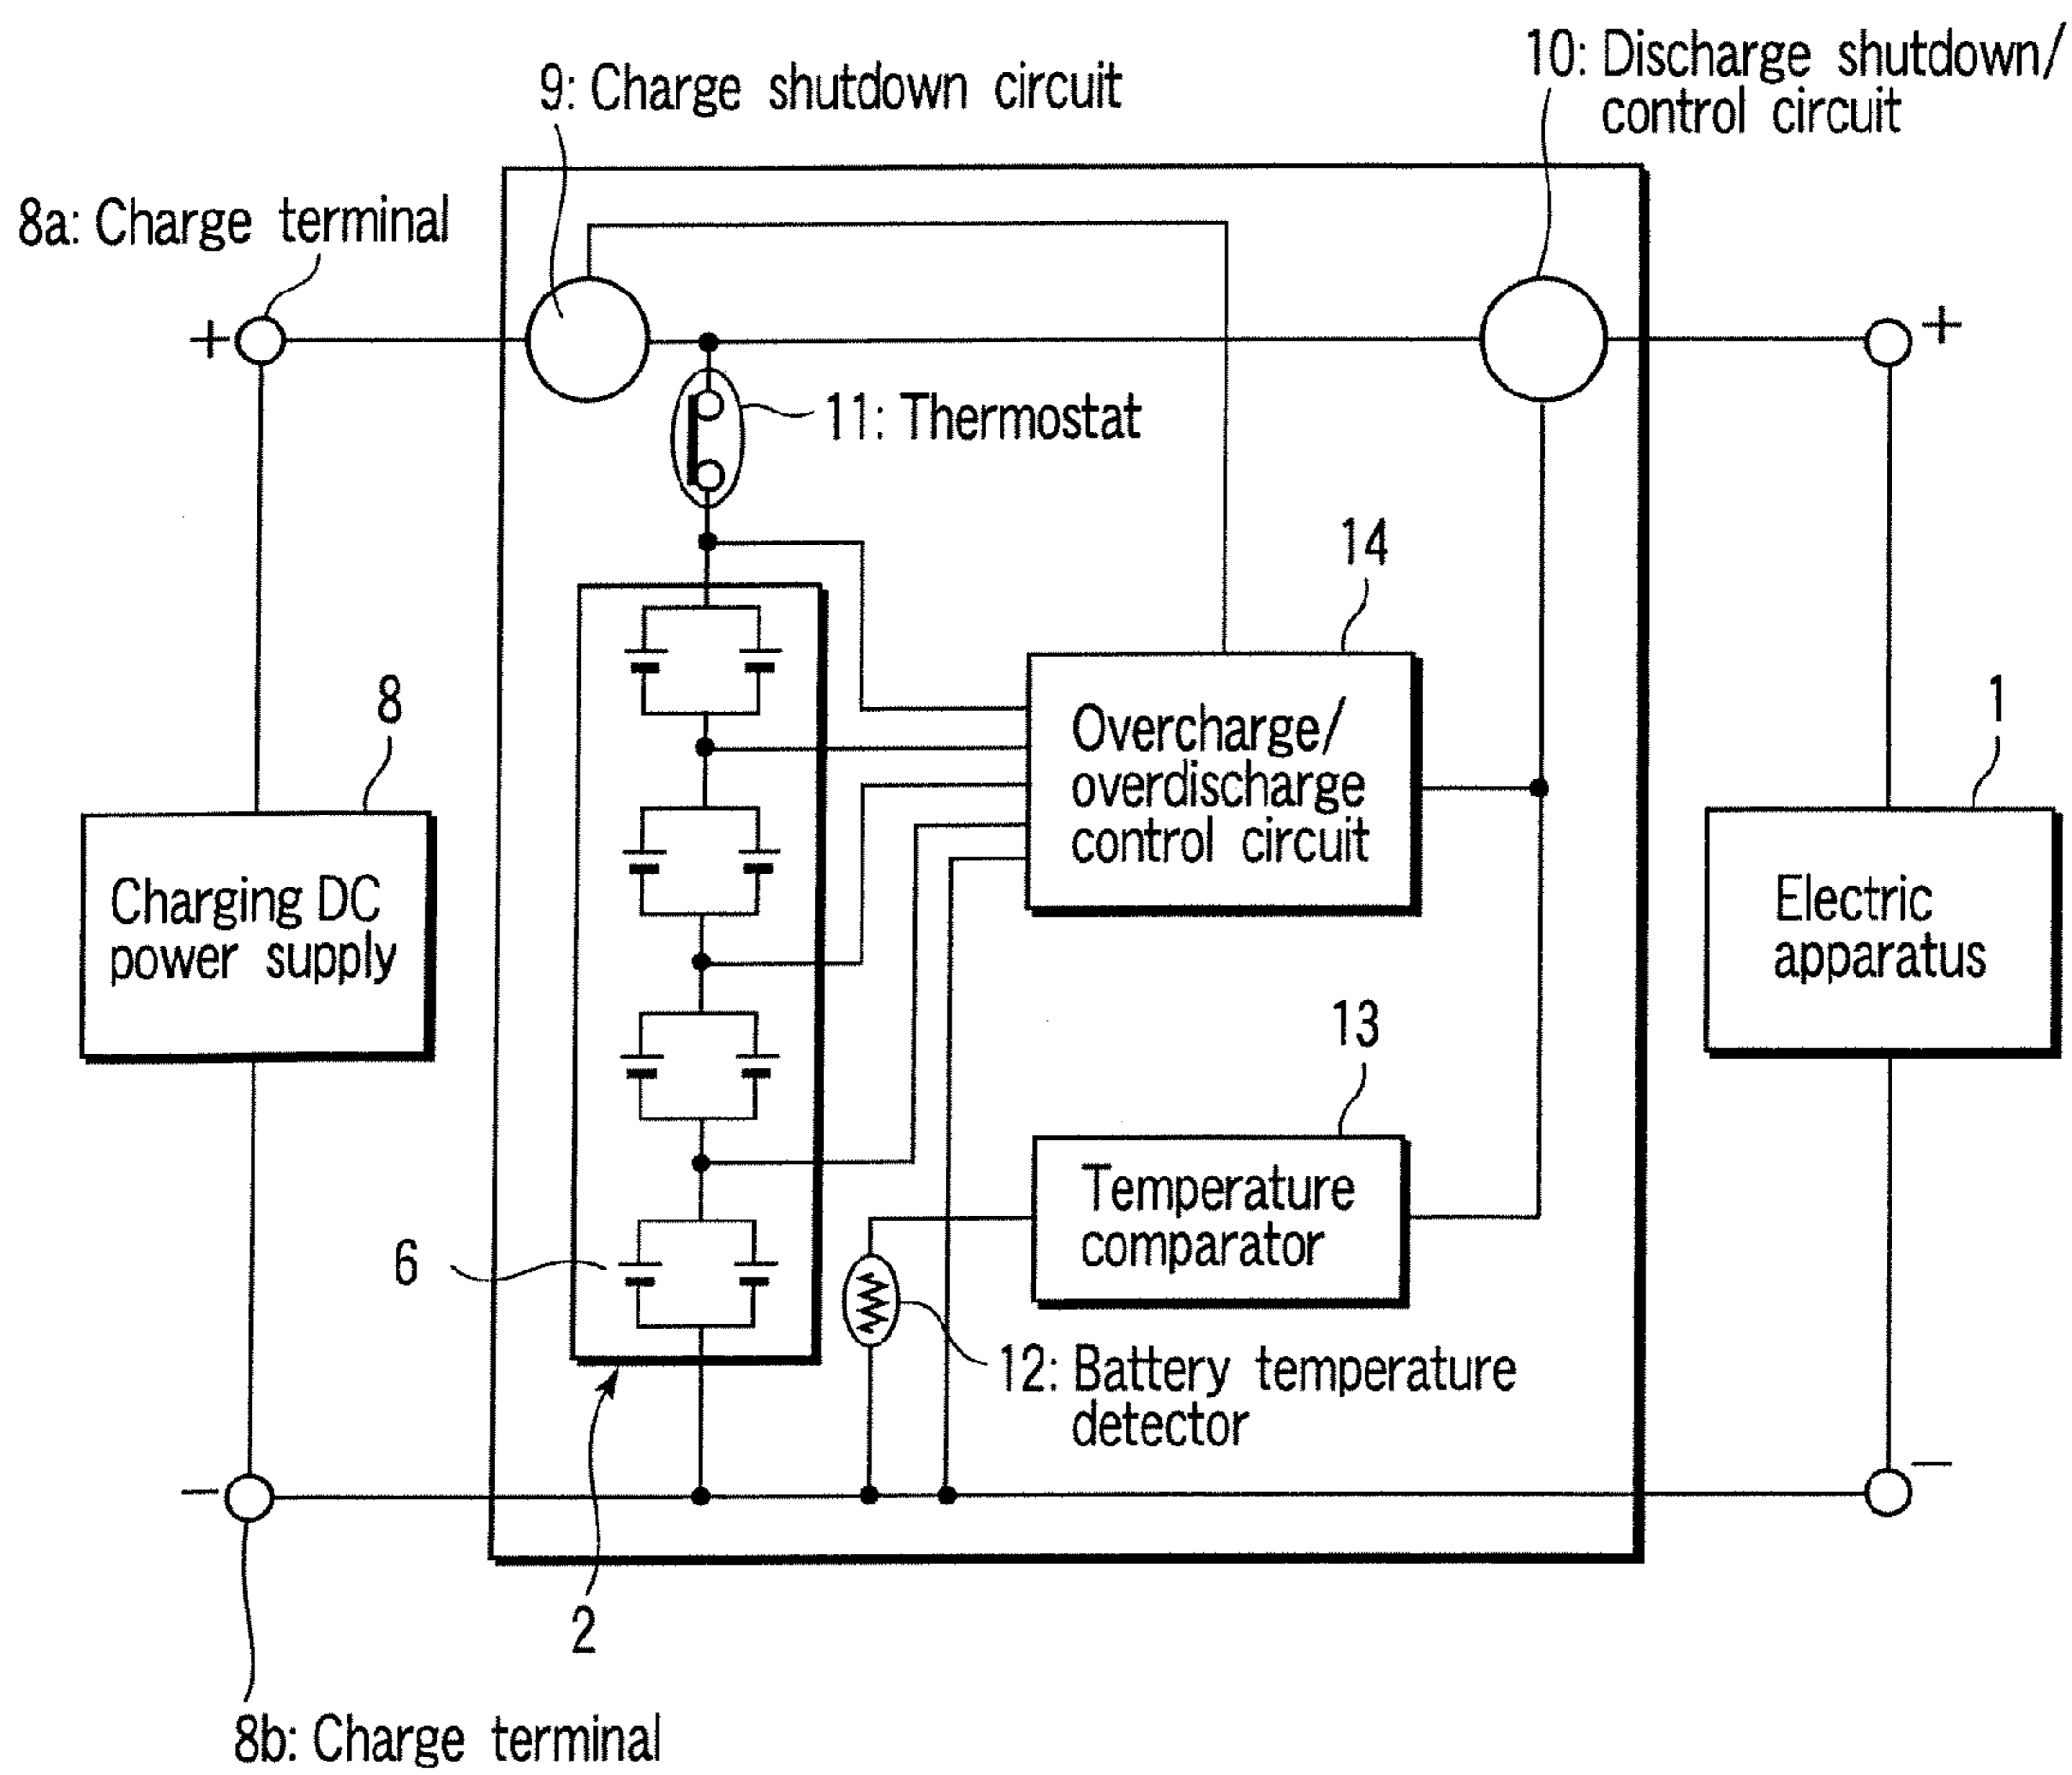 10: Discharge shutdown/
control circuit
9: Charge shutdown circuit
8a: Charge terminal
+
+
11: Thermostat
14
8
1
Overcharge/
overdischarge
control circuit
Charging DC
power supply
Electric
apparatus
13
Temperature
comparator
6
12: Battery temperature
detector
−
−
2
8b: Charge terminal